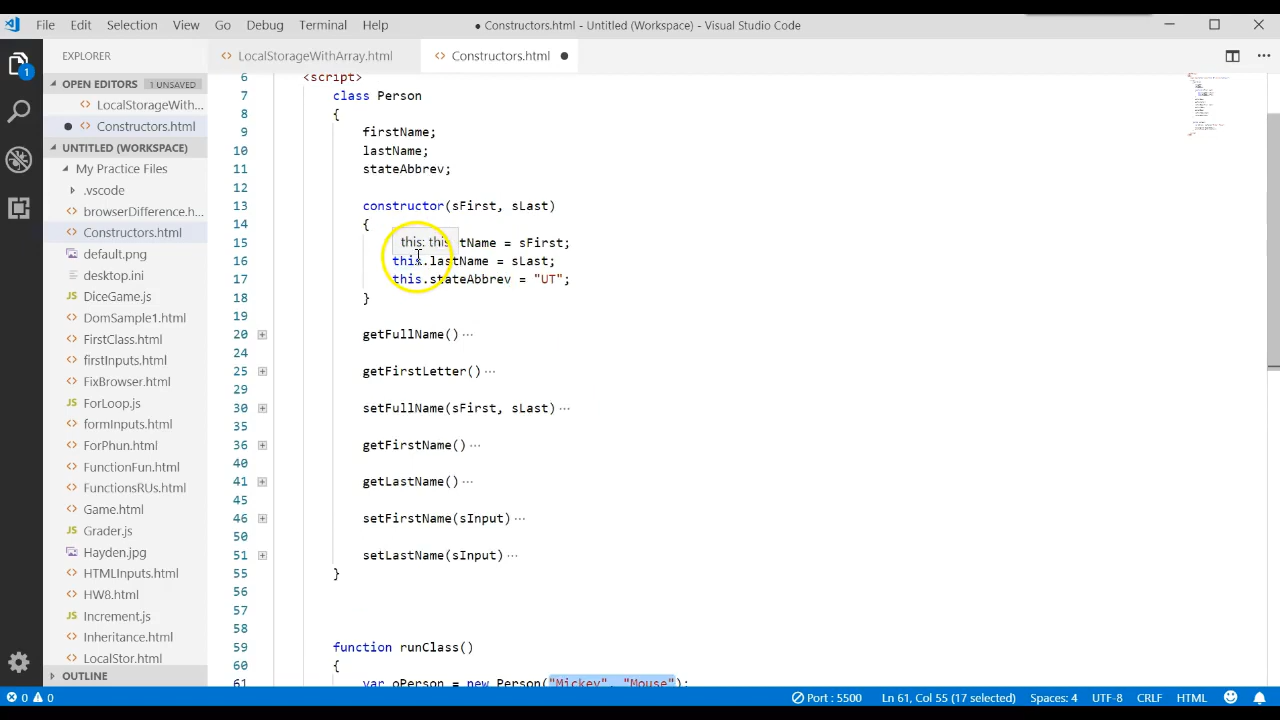 File Edit Selection View Go Debug Terminal Help ● Constructors.html - Untitled (Workspace) - Visual Studio Code
EXPLORER
OPEN EDITORS 1 UNSAVED
LocalStorageWith...
Constructors.html
UNTITLED (WORKSPACE)
My Practice Files
.vscode
browserDifference.h...
Constructors.html
default.png
desktop.ini
DiceGame.js
DomSample1.html
FirstClass.html
firstInputs.html
FixBrowser.html
ForLoop.js
formInputs.html
ForPhun.html
FunctionFun.html
FunctionsRUs.html
Game.html
Grader.js
Hayden.jpg
HTMLInputs.html
HW8.html
Increment.js
Inheritance.html
LocalStor.html
OUTLINE
1
LocalStorageWithArray.html Constructors.html
6 <script>
7 class Person
8 {
9 firstName;
10 lastName;
11 stateAbbrev;
12
13 constructor(sFirst, sLast)
14 {
this: this
15 tName = sFirst;
16 this.lastName = sLast;
17 this.stateAbbrev = "UT";
18 }
19
20 getFullName() ...
24
25 getFirstLetter() ...
29
30 setFullName(sFirst, sLast) ...
35
36 getFirstName() ...
40
41 getLastName() ...
45
46 setFirstName(sInput) ...
50
51 setLastName(sInput) ...
55 }
56
57
58
59 function runClass()
60 {
61 var oPerson = new Person("Mickey", "Mouse");
0 0 Port : 5500 Ln 61, Col 55 (17 selected) Spaces: 4 UTF-8 CRLF HTML